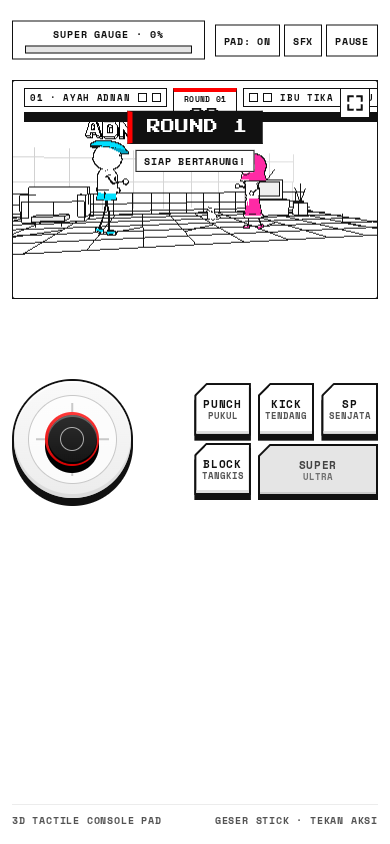 SUPER GAUGE · 0%
PAD: ON
SFX
PAUSE
01 · AYAH ADNAN
ROUND 01
IBU TIKA
ROUND 1
SIAP BERTARUNG!
PUNCH
PUKUL
KICK
TENDANG
SP
SENJATA
BLOCK
TANGKIS
SUPER
ULTRA
3D TACTILE CONSOLE PAD
GESER STICK · TEKAN AKSI